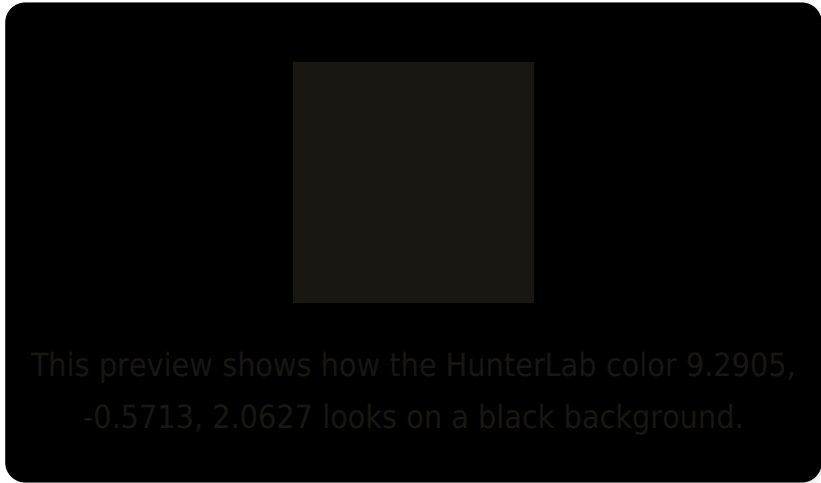 This preview shows how the HunterLab color 9.2905,
-0.5713, 2.0627 looks on a black background.